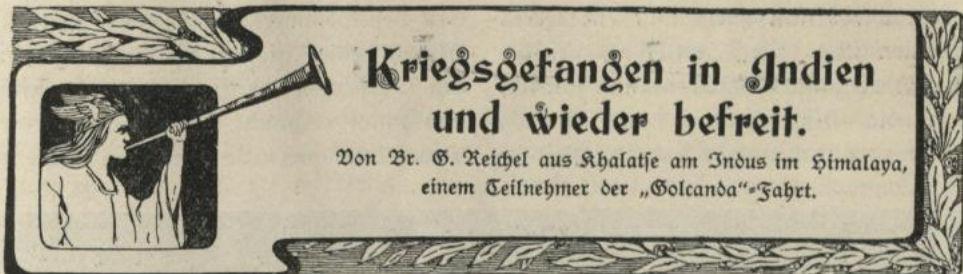 Kriegsgefangen in Indien
und wieder befreit.
Von Br. G. Reichel aus Khalatse am Indus im Himalaya,
einem Teilnehmer der „Golcanda“-Fahrt.